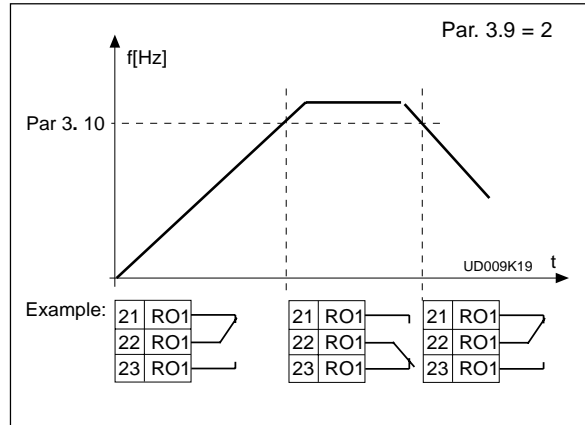 Par. 3.9 = 2
f[Hz]
Par 3. 10
UD009K19
t
Example:
21 RO1
22 RO1
23 RO1
21 RO1
22 RO1
23 RO1
21 RO1
22 RO1
23 RO1